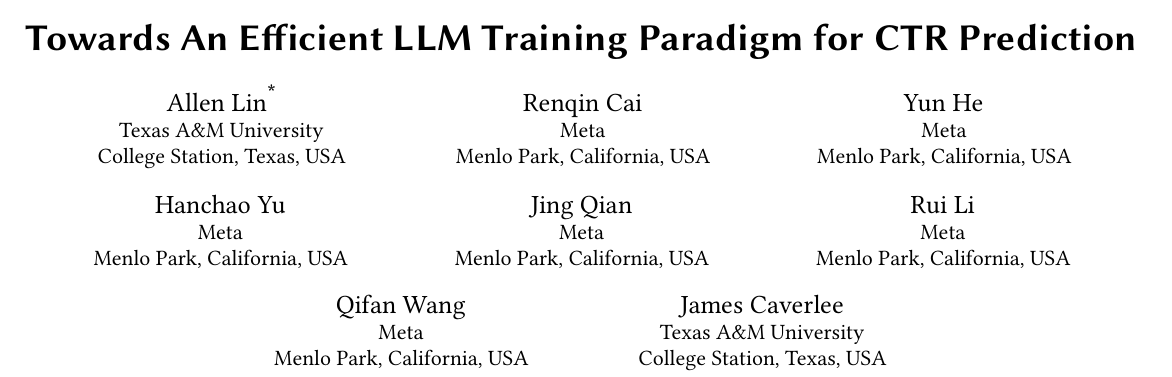 Towards An Efficient LLM Training Paradigm for CTR Prediction
Allen Lin*
Texas A&M University
College Station, Texas, USA
Renqin Cai
Meta
Menlo Park, California, USA
Yun He
Meta
Menlo Park, California, USA
Hanchao Yu
Meta
Menlo Park, California, USA
Jing Qian
Meta
Menlo Park, California, USA
Rui Li
Meta
Menlo Park, California, USA
Qifan Wang
Meta
Menlo Park, California, USA
James Caverlee
Texas A&M University
College Station, Texas, USA